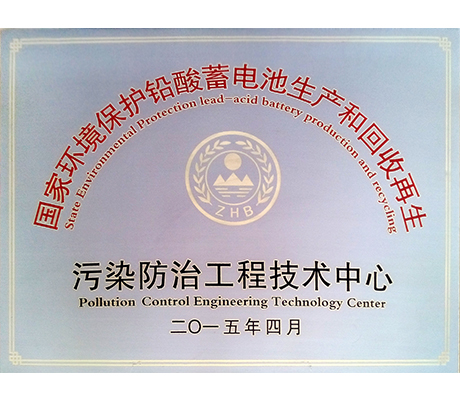 国家环境保护铅酸蓄电池生产和回收再生
State Environmental Protection lead-acid battery production and recycling
ZHB
污染防治工程技术中心
Pollution Control Engineering Technology Center
二〇一五年四月